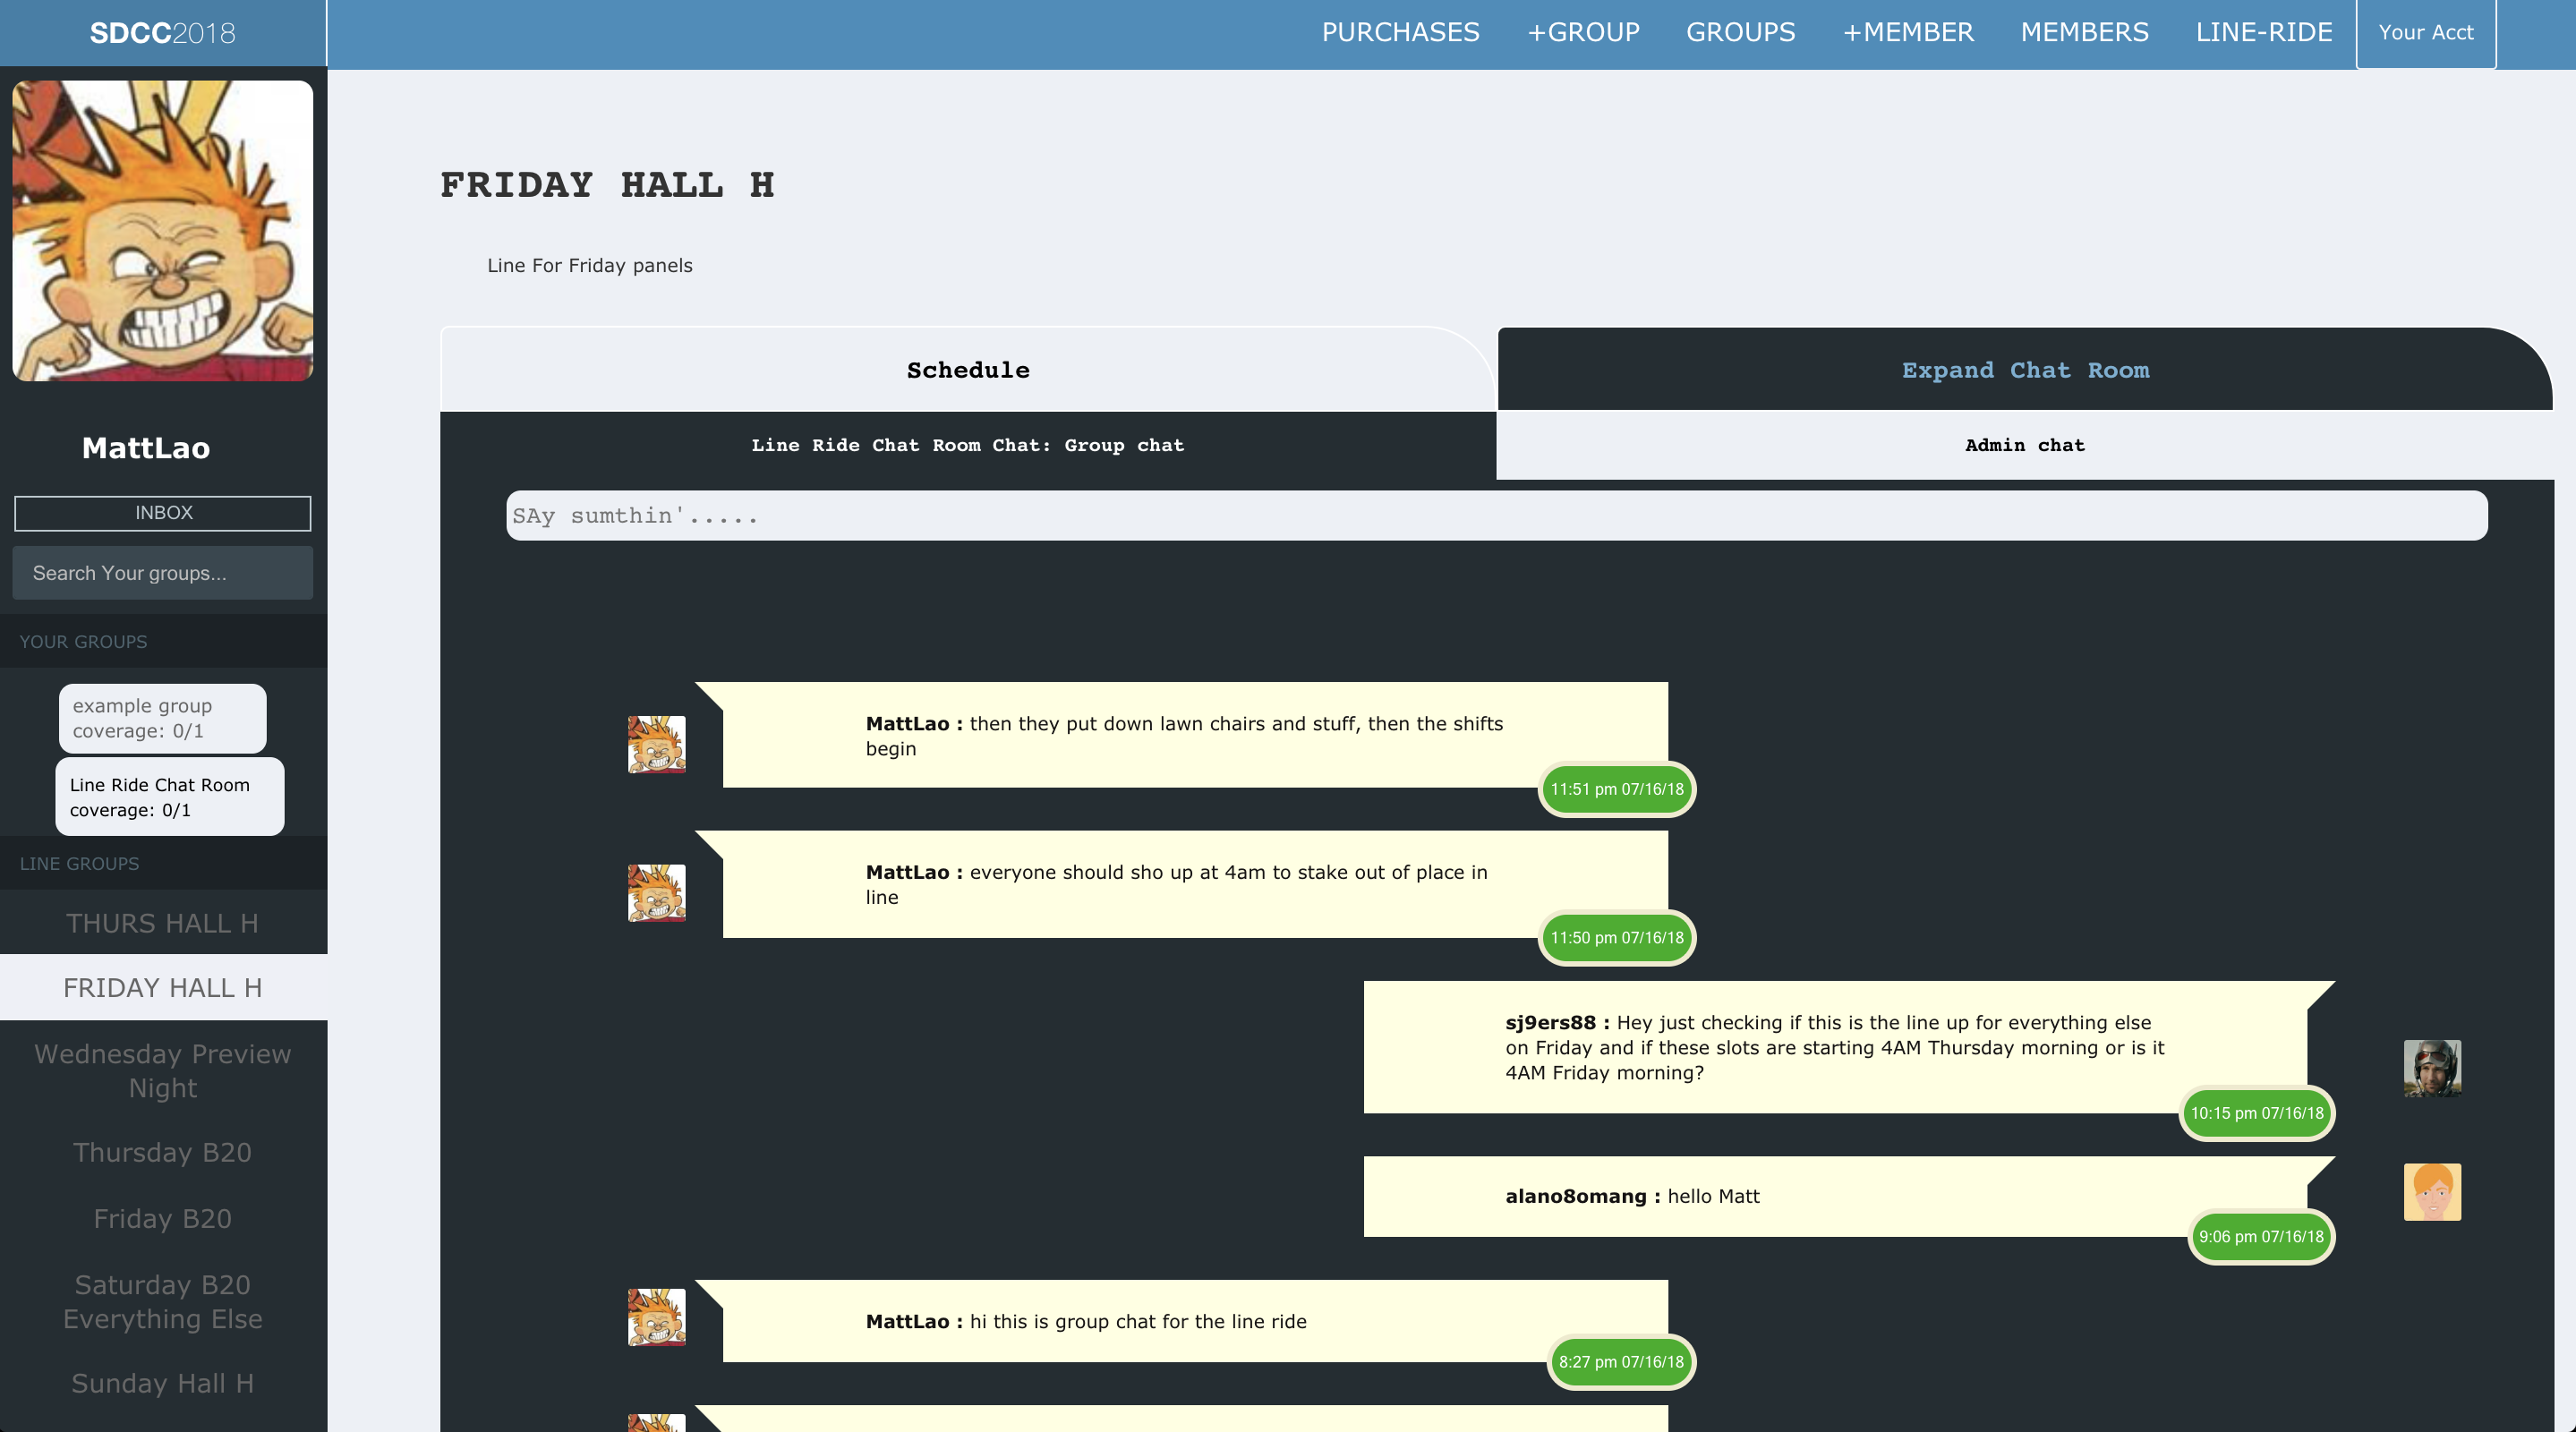 SDCC2018
PURCHASES +GROUP GROUPS +MEMBER MEMBERS LINE-RIDE Your Acct
MattLao
INBOX
Search Your groups...
YOUR GROUPS
example group
coverage: 0/1
Line Ride Chat Room
coverage: 0/1
LINE GROUPS
THURS HALL H
FRIDAY HALL H
Wednesday Preview
Night
Thursday B20
Friday B20
Saturday B20
Everything Else
Sunday Hall H
FRIDAY HALL H
Line For Friday panels
Schedule
Expand Chat Room
Line Ride Chat Room Chat: Group chat
Admin chat
SAy sumthin'.....
MattLao : then they put down lawn chairs and stuff, then the shifts
begin
11:51 pm 07/16/18
MattLao : everyone should sho up at 4am to stake out of place in
line
11:50 pm 07/16/18
sj9ers88 : Hey just checking if this is the line up for everything else
on Friday and if these slots are starting 4AM Thursday morning or is it
4AM Friday morning?
10:15 pm 07/16/18
alano8omang : hello Matt
9:06 pm 07/16/18
MattLao : hi this is group chat for the line ride
8:27 pm 07/16/18